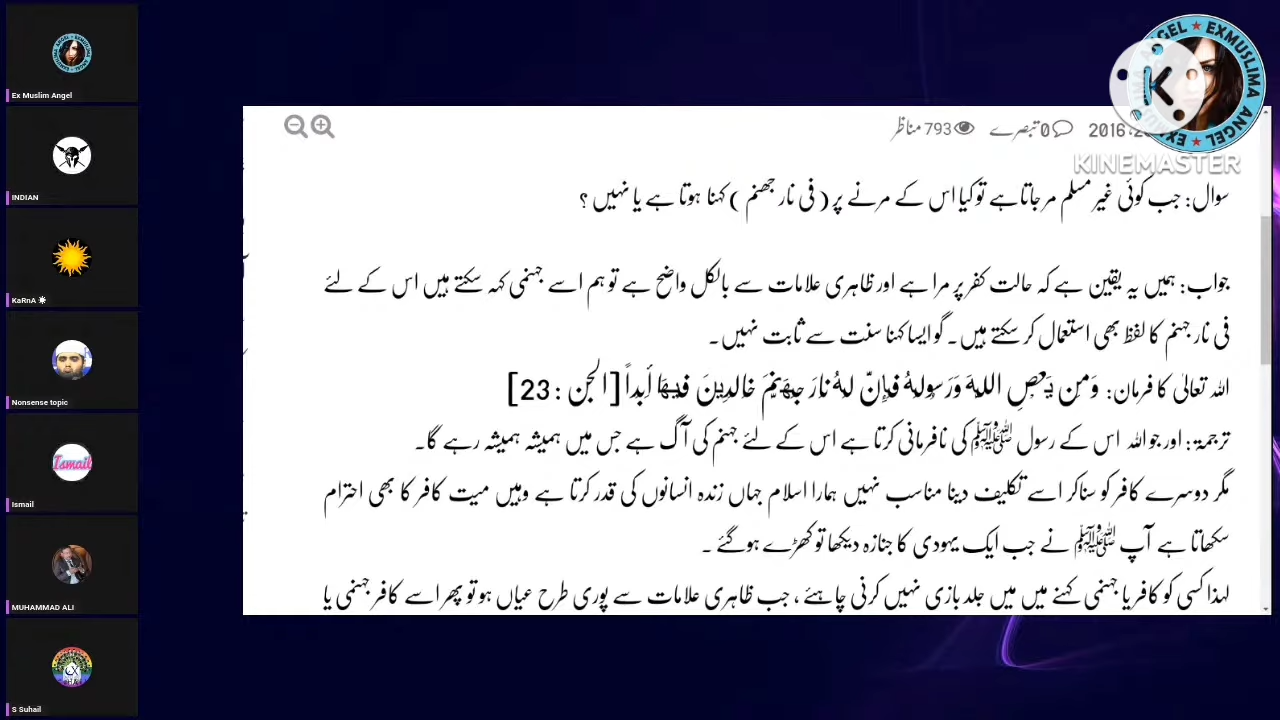 Ex Muslim Angel
INDIAN
KaRnA ☀
Nonsense topic
Ismail
Ismail
MUHAMMAD ALI
S Suhail
EXMUSLIMA ANGEL ★ EXMUSLIMA ANGEL ★
KINEMASTER
2016 0 تبصرے 793 مناظر
سوال: جب کوئی غیر مسلم مر جاتاہے تو کیا اس کے مرنے پر ( فی نار جھنم ) کہنا ہوتا ہے یا نہیں ؟
جواب: ہمیں یہ یقین ہے کہ حالت کفر پر مرا ہے اور ظاہری علامات سے بالکل واضح ہے تو ہم اسے جہنمی کہہ سکتے ہیں اس کے لئے
فی نار جہنم کا لفظ بھی استعمال کر سکتے ہیں۔ گو ایسا کہنا سنت سے ثابت نہیں۔
اللہ تعالیٰ کا فرمان: وَمَن يَعْصِ اللهَ وَرَسُولَهُ فَإِنَّ لَهُ نَارَ جَهَنَّمَ خَالِدِينَ فِيهَا أَبَداً [الجن : 23]
ترجمۃ: اور جو اللہ اس کے رسول ﷺ کی نافرمانی کرتا ہے اس کے لئے جہنم کی آگ ہے جس میں ہمیشہ ہمیشہ رہے گا۔
مگر دوسرے کافر کو سناکر اسے تکلیف دینا مناسب نہیں ہمارا اسلام جہاں زندہ انسانوں کی قدر کرتا ہے وہیں میت کافر کا بھی احترام
سکھاتا ہے آپ ﷺ نے جب ایک یہودی کا جنازہ دیکھا تو کھڑے ہوگئے ۔
لہذا کسی کو کافر یا جہنمی کہنے میں میں جلد بازی نہیں کرنی چاہئے ، جب ظاہری علامات سے پوری طرح عیاں ہو تو پھر اسے کافر جہنمی یا